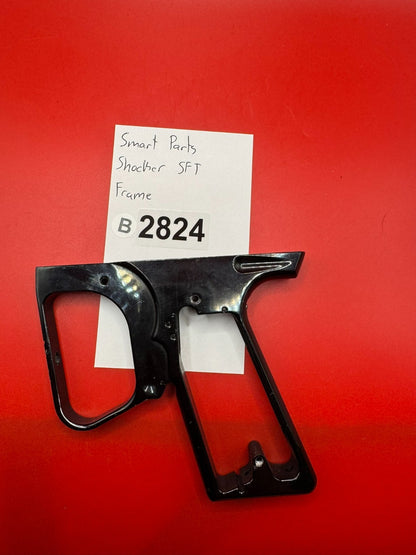 Smart Parts
Shocker SFT
Frame
B 2824